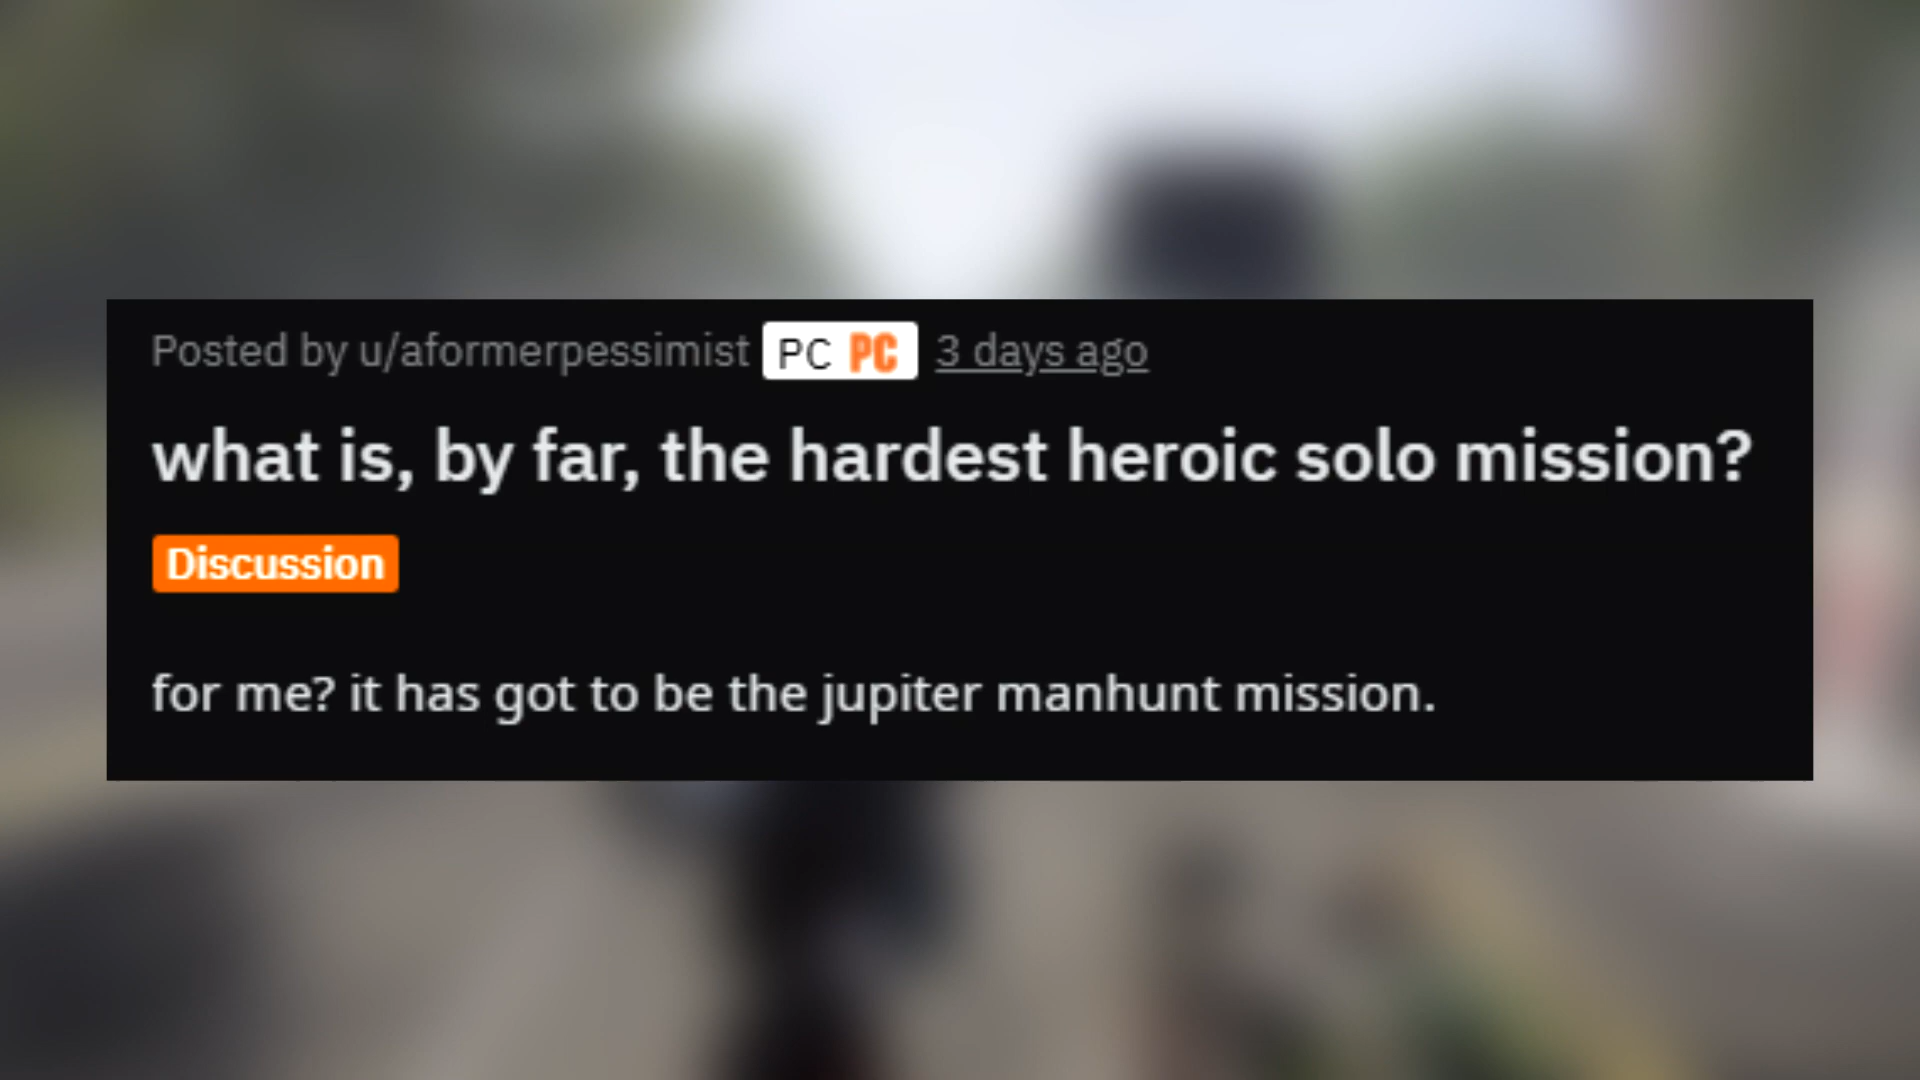 Posted by u/aformerpessimist PC PC 3 days ago
what is, by far, the hardest heroic solo mission?
Discussion
for me? it has got to be the jupiter manhunt mission.